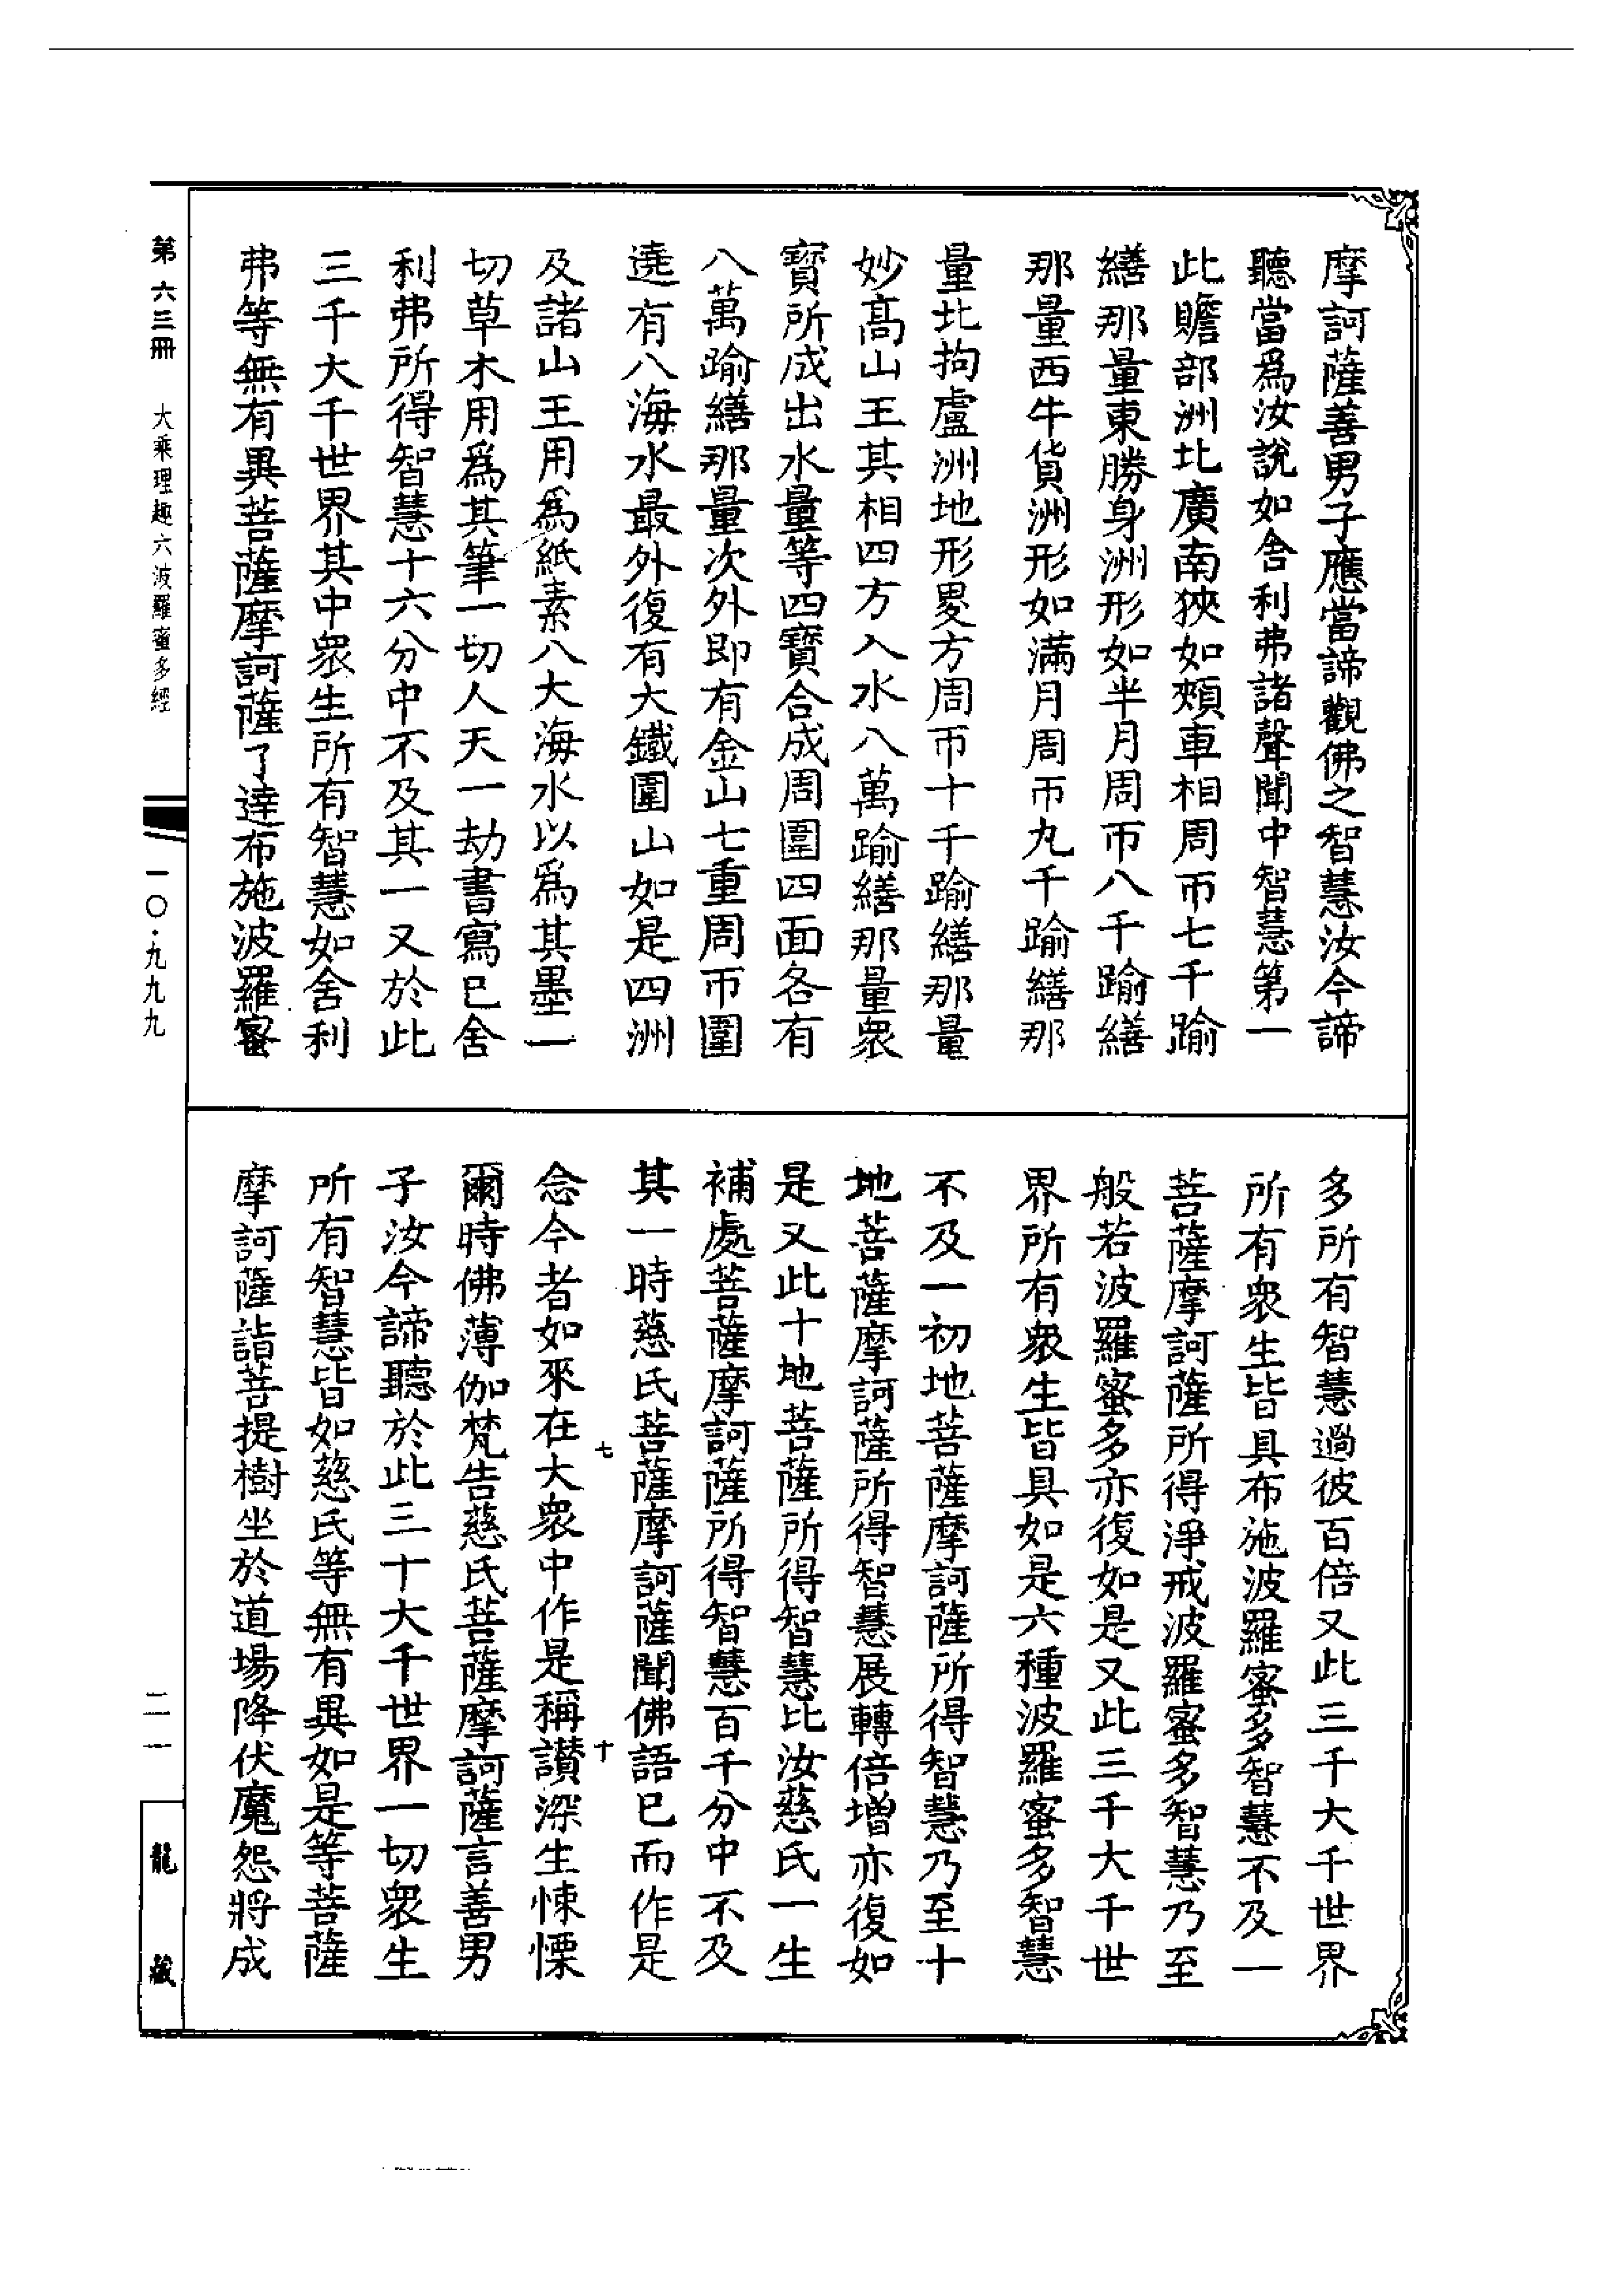 摩訶薩善男子應當諦觀佛之智慧汝今諦
聽當爲汝說如舍利弗諸聲聞中智慧第一
此贍部洲北廣南狹如頰車相周帀七千踰
繕那量東勝身洲形如半月周帀八千踰繕
那量西牛貨洲形如滿月周帀九千踰繕那
量北拘盧洲地形畟方周帀十千踰繕那量
妙高山王其相四方入水八萬踰繕那量衆
寶所成出水量等四寶合成周圍四面各有
八萬踰繕那量次外即有金山七重周帀圍
遶有八海水最外復有大鐵圍山如是四洲
及諸山王用爲紙素八大海水以爲其墨一
切草木用爲其筆一切人天一劫書寫已舍
利弗所得智慧十六分中不及其一又於此
三千大千世界其中衆生所有智慧如舍利
弗等無有異菩薩摩訶薩了達布施波羅蜜
多所有智慧過彼百倍又此三千大千世界
所有衆生皆具布施波羅蜜多智慧不及一
菩薩摩訶薩所得淨戒波羅蜜多智慧乃至
般若波羅蜜多亦復如是又此三千大千世
界所有衆生皆具如是六種波羅蜜多智慧
不及一初地菩薩摩訶薩所得智慧乃至十
地菩薩摩訶薩所得智慧展轉倍增亦復如
是又此十地菩薩所得智慧比汝慈氏一生
補處菩薩摩訶薩所得智慧百千分中不及
其一時慈氏菩薩摩訶薩聞佛語已而作是
七 十
念今者如來在大衆中作是稱讃深生悚慄
爾時佛薄伽梵告慈氏菩薩摩訶薩言善男
子汝今諦聽於此三十大千世界一切衆生
所有智慧皆如慈氏等無有異如是等菩薩
摩訶薩詣菩提樹坐於道場降伏魔怨將成
第六三冊 大乘理趣六波羅蜜多經
一〇·九九九
二一
龍藏